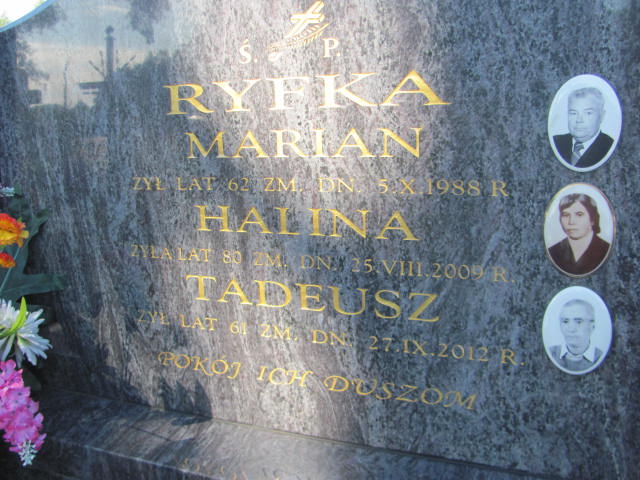 Ś. P.
RYFKA
MARIAN
ŻYŁ LAT 62 ZM. DN. 5.X.1988 R.
HALINA
ŻYŁA LAT 80 ZM. DN. 25.VIII.2009 R.
TADEUSZ
ŻYŁ LAT 61 ZM. DN. 27.IX.2012 R.
POKÓJ ICH DUSZOM